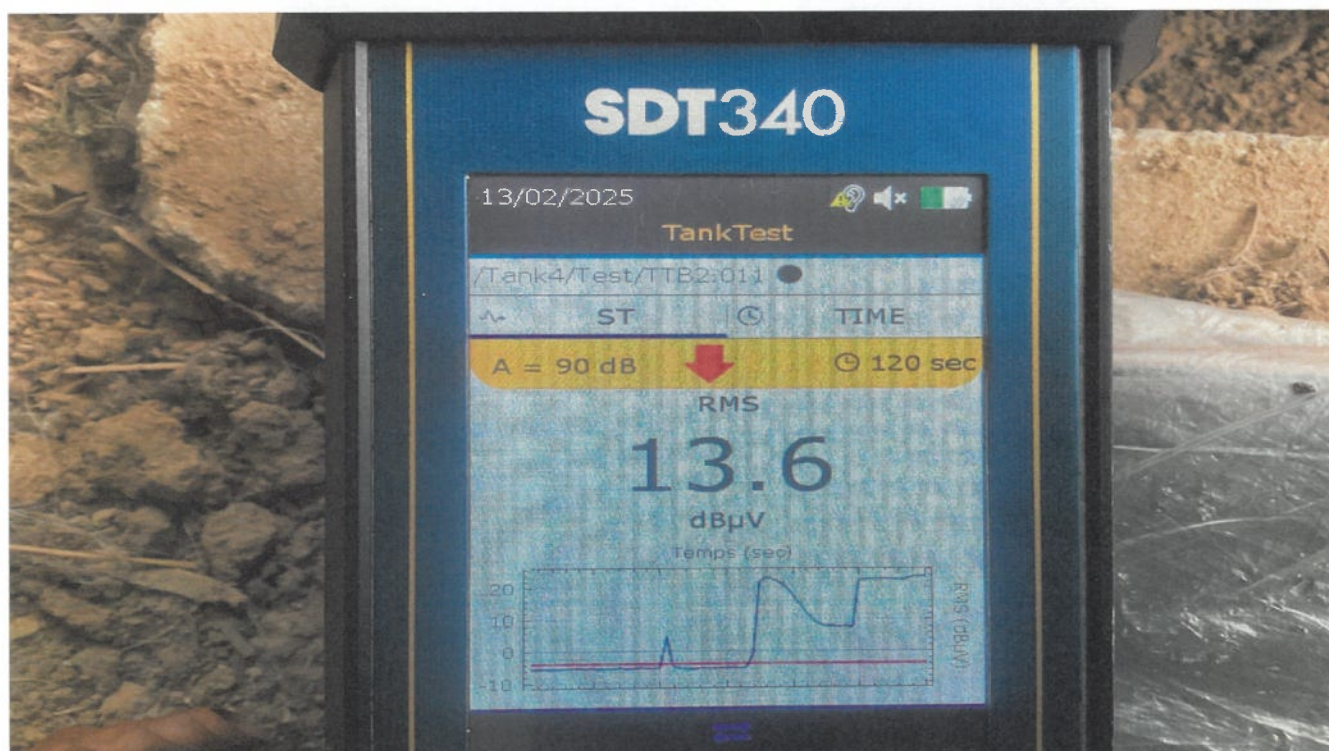 SDT340
13/02/2025
TankTest
/Tank4/Test/TTB2:011
ST TIME
A = 90 dB 120 sec
RMS
13.6
dBµV
Temps (sec)
20
10
0
-10
RMS (dBµV)